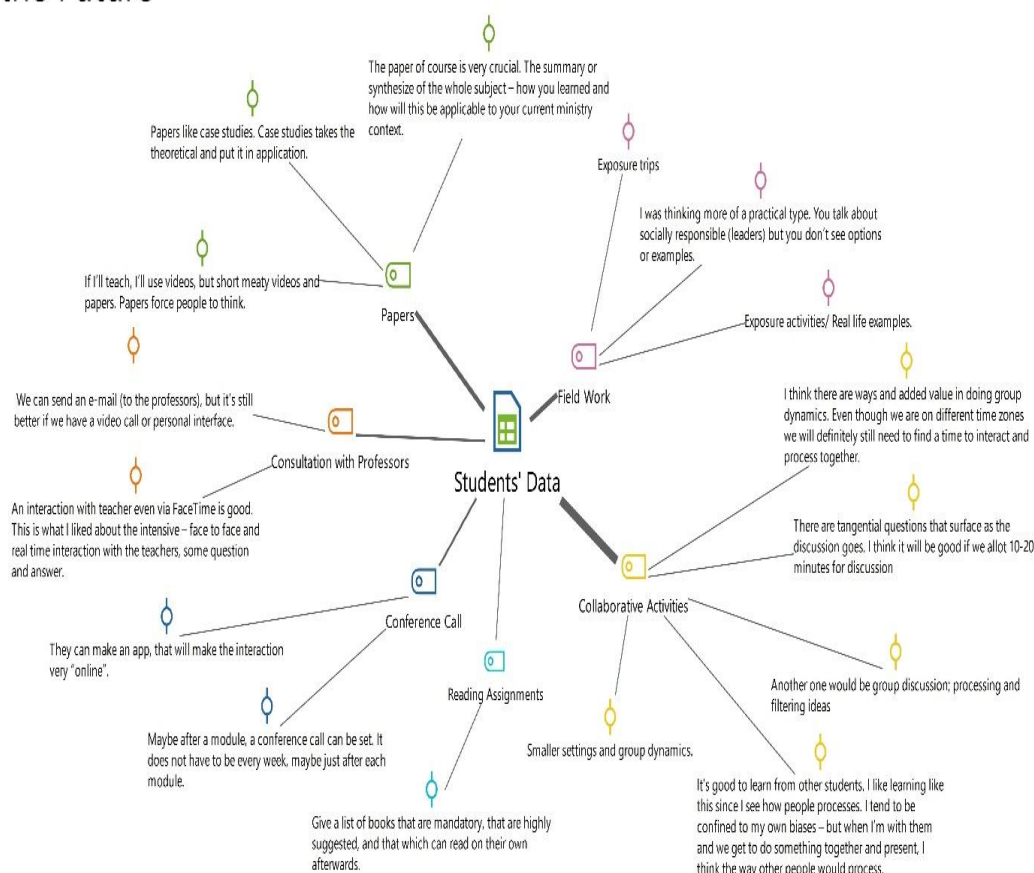 The paper of course is very crucial. The summary or
synthesize of the whole subject – how you learned and
how will this be applicable to your current ministry
context.
Papers like case studies. Case studies takes the
theoretical and put it in application.
If I'll teach, I'll use videos, but short meaty videos and
papers. Papers force people to think.
Papers
Exposure trips
I was thinking more of a practical type. You talk about
socially responsible (leaders) but you don't see options
or examples.
Exposure activities/ Real life examples.
Field Work
We can send an e-mail (to the professors), but it's still
better if we have a video call or personal interface.
Consultation with Professors
An interaction with teacher even via FaceTime is good.
This is what I liked about the intensive – face to face and
real time interaction with the teachers, some question
and answer.
Students' Data
I think there are ways and added value in doing group
dynamics. Even though we are on different time zones
we will definitely still need to find a time to interact and
process together.
There are tangential questions that surface as the
discussion goes, I think it will be good if we allot 10-20
minutes for discussion
Collaborative Activities
Another one would be group discussion; processing and
filtering ideas
Smaller settings and group dynamics.
It's good to learn from other students, I like learning like
this since I see how people processes. I tend to be
confined to my own biases – but when I'm with them
and we get to do something together and present, I
think the way other people would process.
Conference Call
They can make an app, that will make the interaction
very "online".
Maybe after a module, a conference call can be set. It
does not have to be every week, maybe just after each
module.
Reading Assignments
Give a list of books that are mandatory, that are highly
suggested, and that which can read on their own
afterwards.